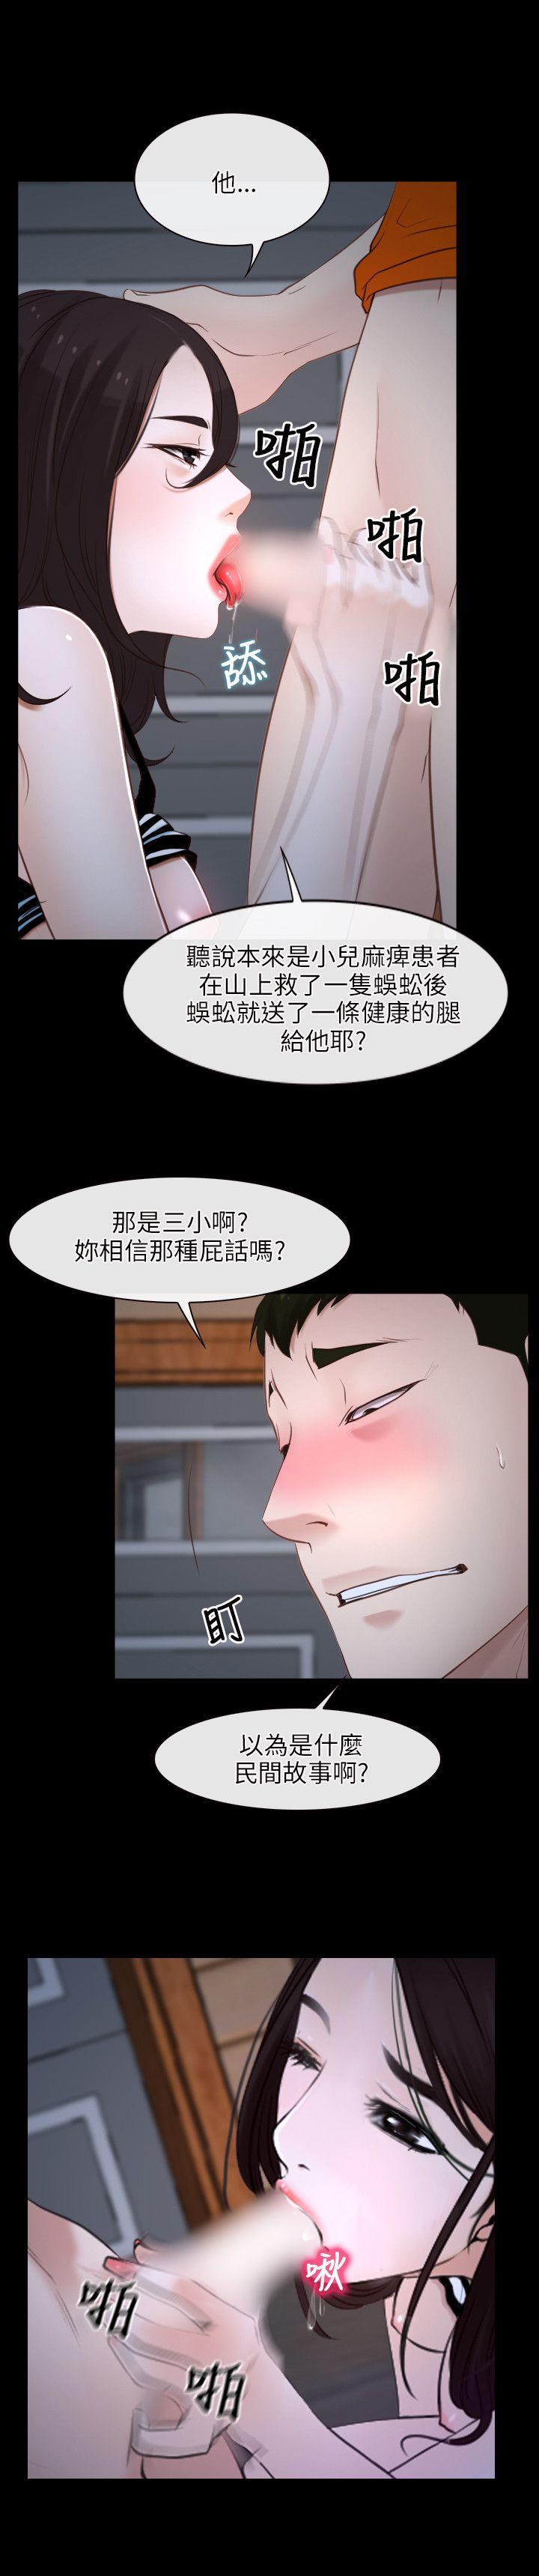 他...
啪
啪
舔
啪
聽說本來是小兒麻痺患者
在山上救了一隻蜈蚣後
蜈蚣就送了一條健康的腿
給他耶?
那是三小啊?
妳相信那種屁話嗎?
盯
以為是什麼
民間故事啊?
啾
啪
啪